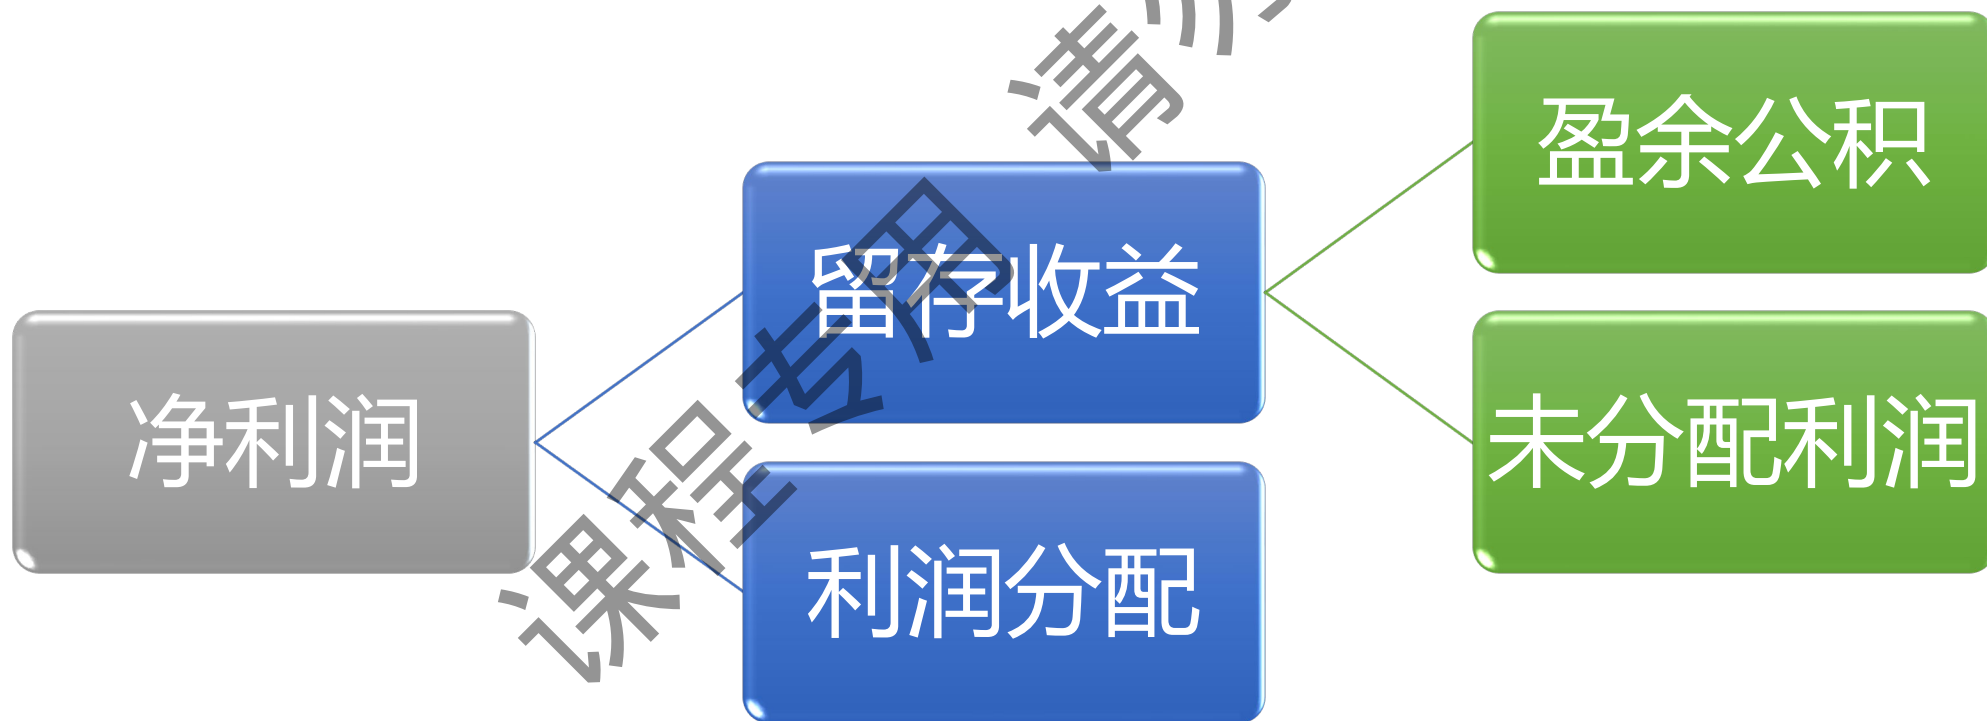 净利润
留存收益
利润分配
盈余公积
未分配利润
课程专用 请